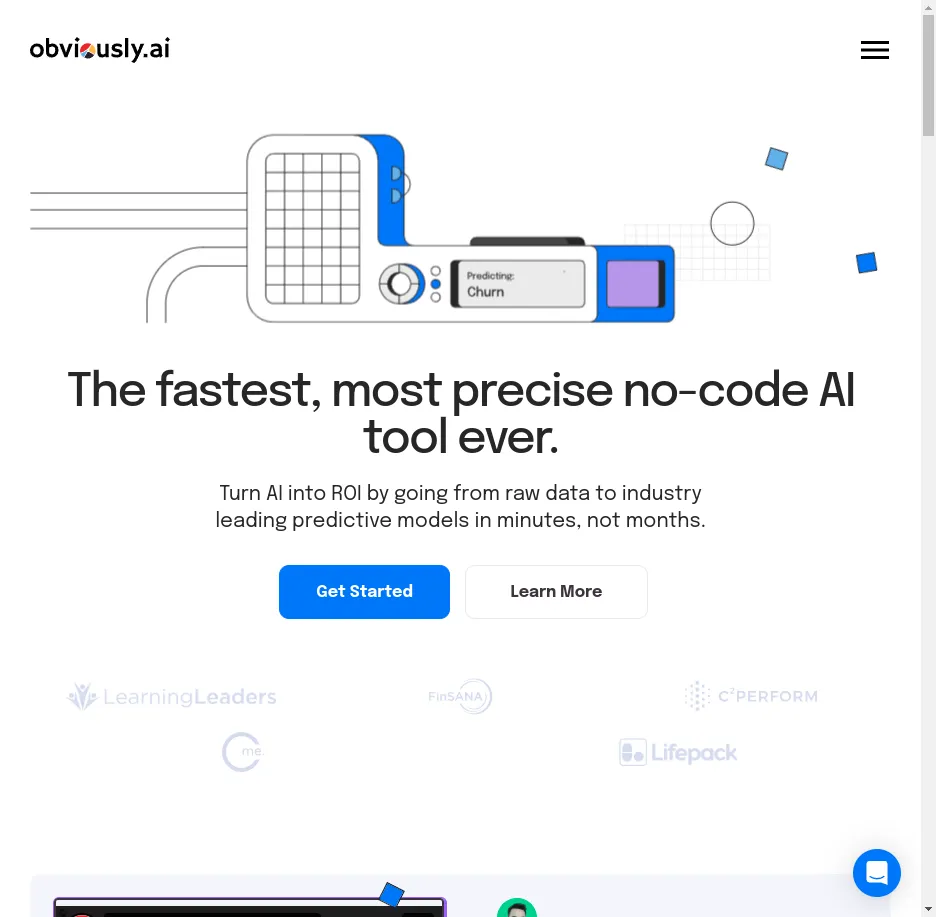 obviously.ai
Predicting:
Churn
The fastest, most precise no-code AI
tool ever.
Turn AI into ROI by going from raw data to industry
leading predictive models in minutes, not months.
Get Started
Learn More
LearningLeaders
FinSANA
C²PERFORM
me.
Lifepack